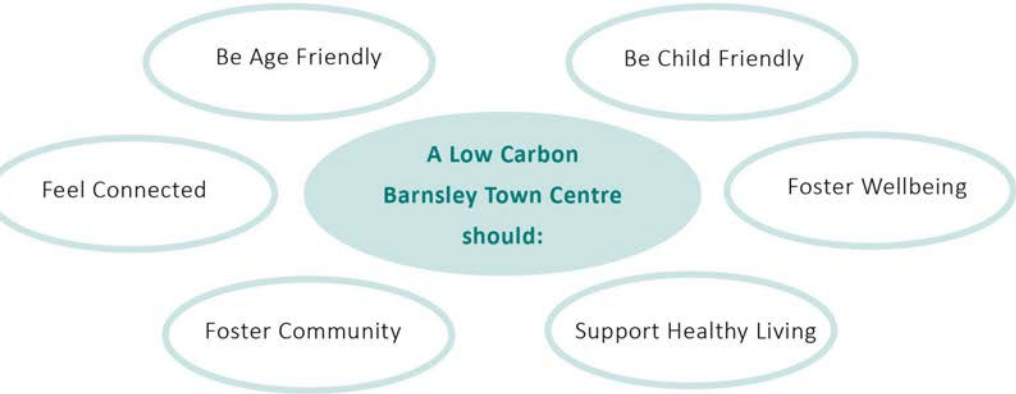 Be Age Friendly
Be Child Friendly
A Low Carbon
Barnsley Town Centre
should:
Feel Connected
Foster Wellbeing
Foster Community
Support Healthy Living